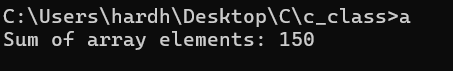 C:\Users\hardh\Desktop\C\c_class>a
Sum of array elements: 150